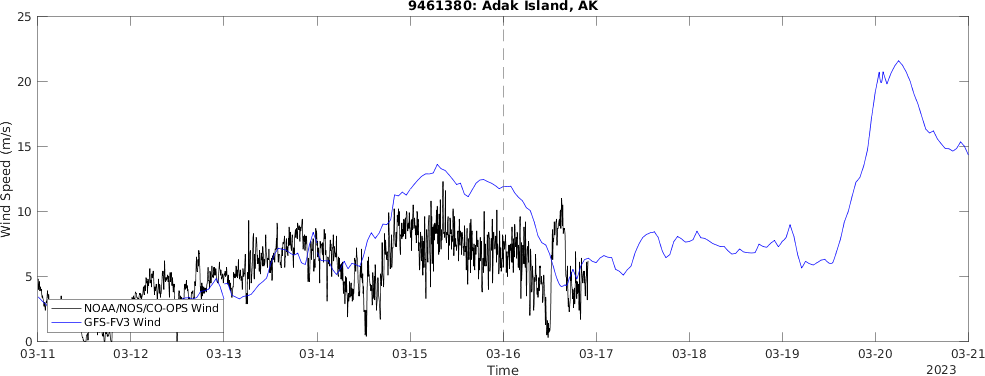 9461380: Adak Island, AK
Wind Speed (m/s)
25
20
15
10
5
0
NOAA/NOS/CO-OPS Wind
GFS-FV3 Wind
03-11 03-12 03-13 03-14 03-15 03-16 03-17 03-18 03-19 03-20 03-21
Time
2023